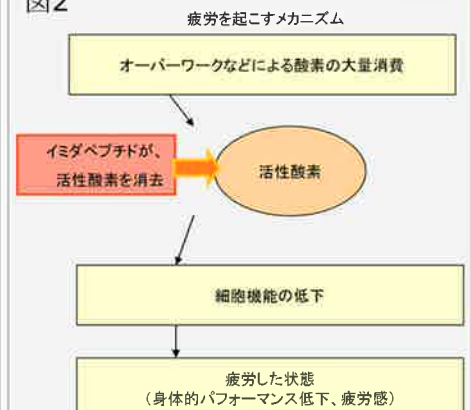 図2
疲労を起こすメカニズム
オーバーワークなどによる酸素の大量消費
イミダペプチドが、
活性酸素を消去
活性酸素
細胞機能の低下
疲労した状態
（身体的パフォーマンス低下、疲労感）